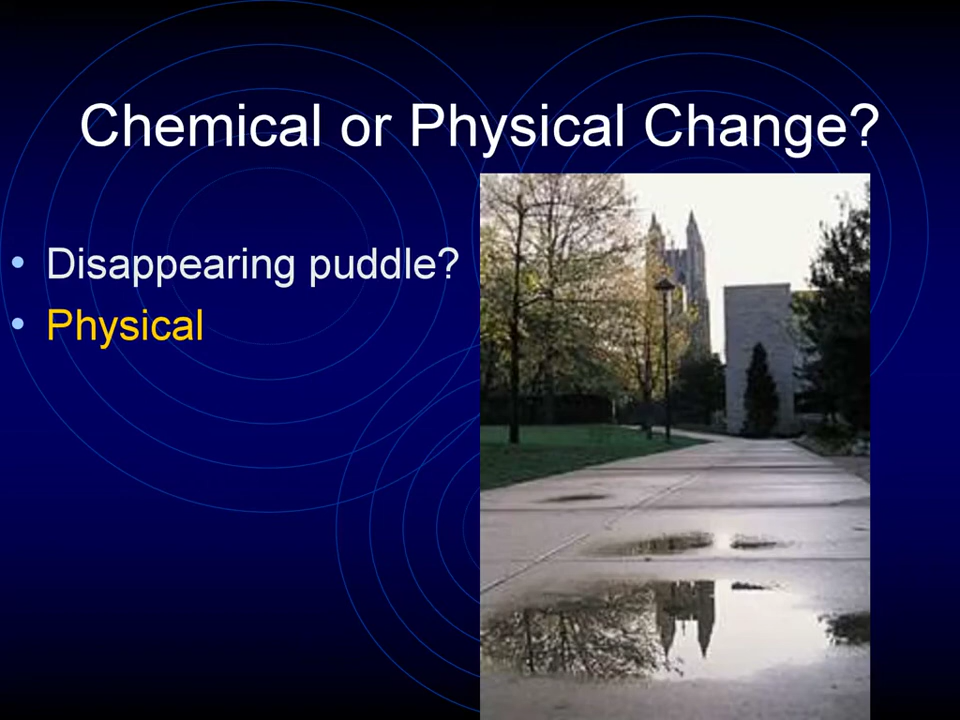 Chemical or Physical Change?
• Disappearing puddle?
• Physical